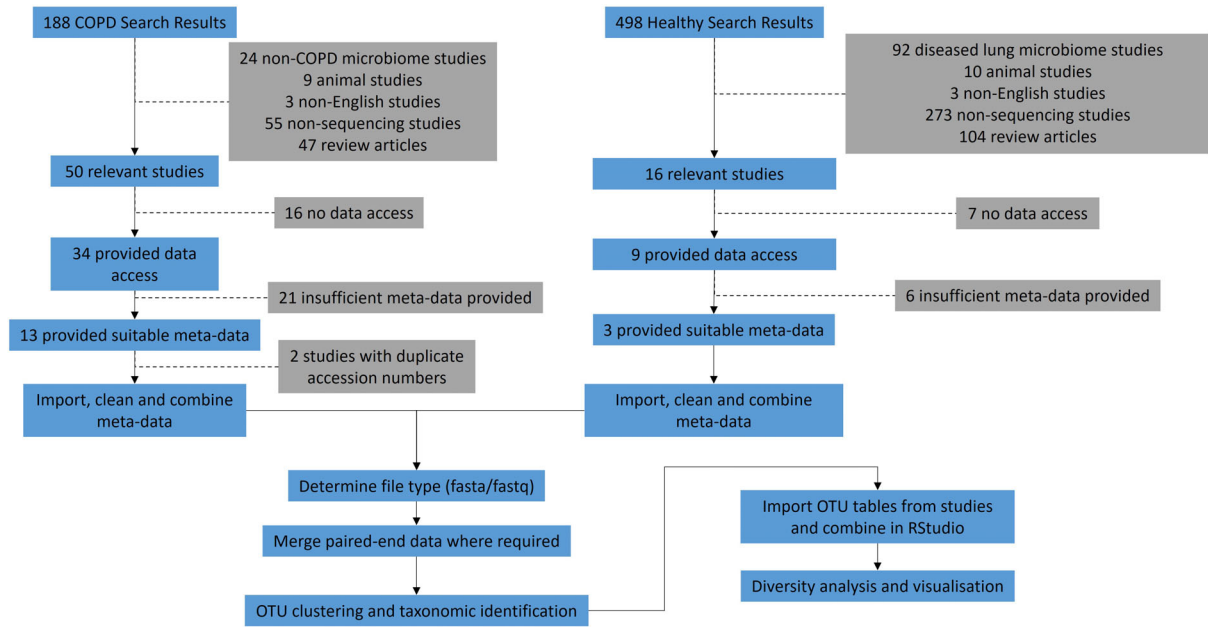 188 COPD Search Results
24 non-COPD microbiome studies
9 animal studies
3 non-English studies
55 non-sequencing studies
47 review articles
50 relevant studies
16 no data access
34 provided data
access
21 insufficient meta-data provided
13 provided suitable meta-data
2 studies with duplicate
accession numbers
Import, clean and combine
meta-data
498 Healthy Search Results
92 diseased lung microbiome studies
10 animal studies
3 non-English studies
273 non-sequencing studies
104 review articles
16 relevant studies
7 no data access
9 provided data access
6 insufficient meta-data provided
3 provided suitable meta-data
Import, clean and combine
meta-data
Determine file type (fasta/fastq)
Merge paired-end data where required
OTU clustering and taxonomic identification
Import OTU tables from studies
and combine in RStudio
Diversity analysis and visualisation